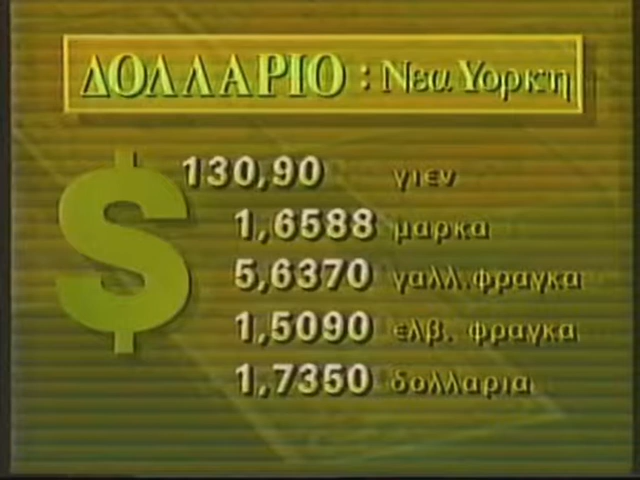 ΔΟΛΛΑΡΙΟ : Νεα Υορκη
$
130,90 γιεν
1,6588 μαρκα
5,6370 γαλλ.φραγκα
1,5090 ελβ. φραγκα
1,7350 δολλαρια